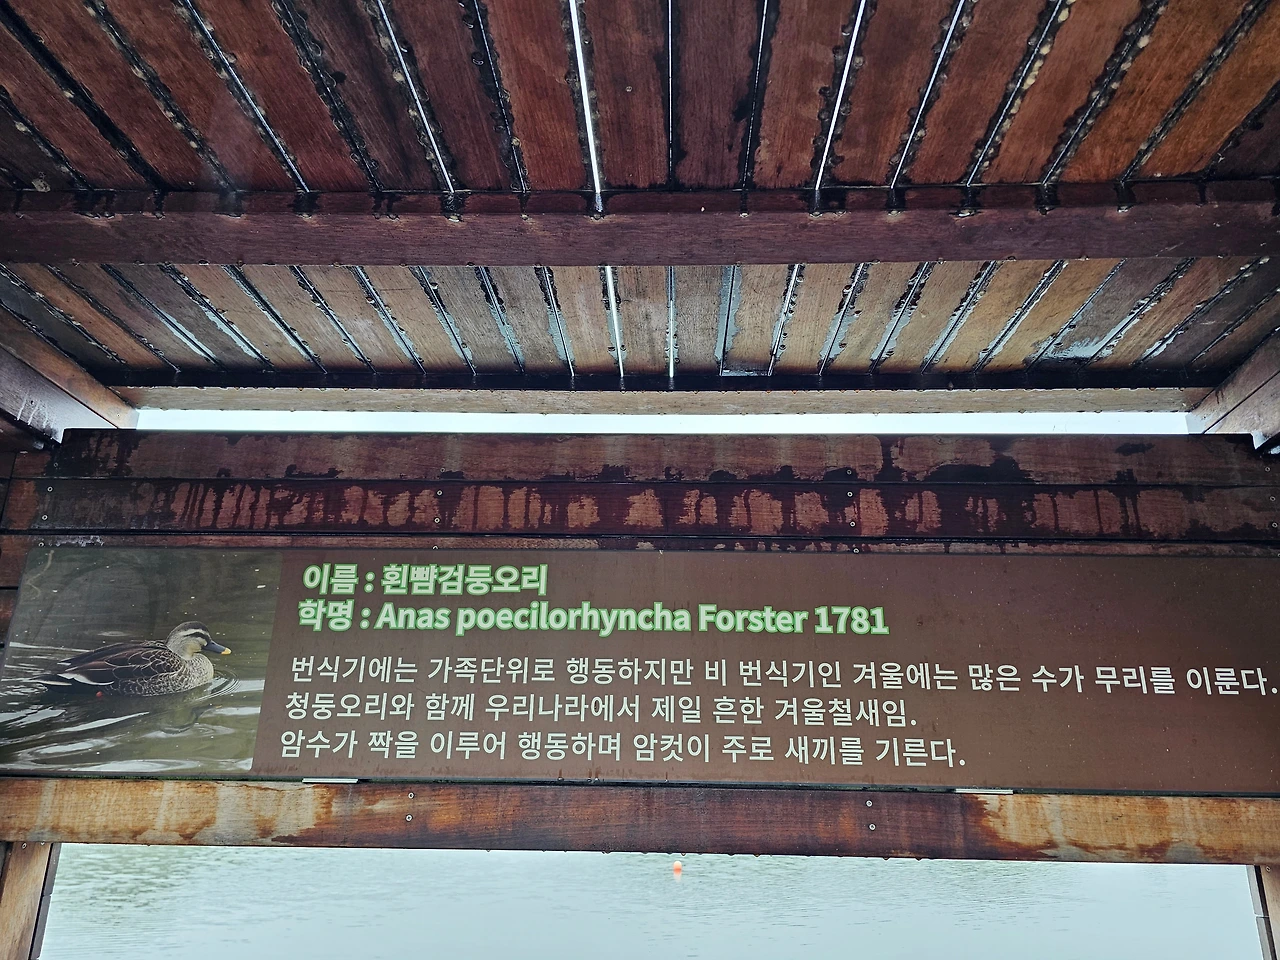 이름 : 흰뺨검둥오리
학명 : Anas poecilorhyncha Forster 1781
번식기에는 가족단위로 행동하지만 비 번식기인 겨울에는 많은 수가 무리를 이룬다.
청둥오리와 함께 우리나라에서 제일 흔한 겨울철새임.
암수가 짝을 이루어 행동하며 암컷이 주로 새끼를 기른다.